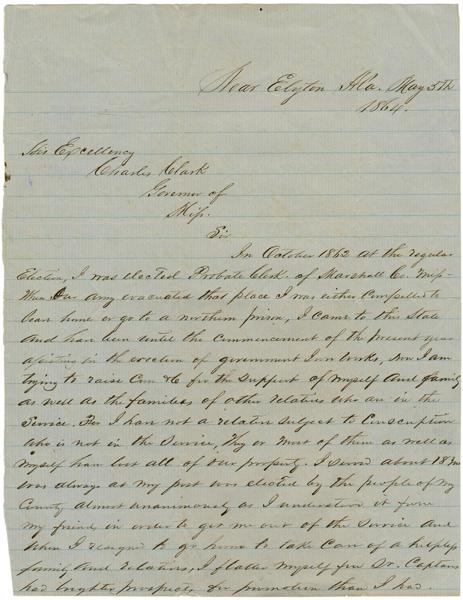 Near Elyton Ala. May 5th
1864.
His Excellency
Charles Clark
Governor of
Miss.
Sir
In October 1862 at the regular
Election, I was elected Probate Clerk of Marshall Co. Miss-
When Our army evacuated that place I was either compelled to
leave home or go to a northern prison, I came to this State
and have been until the commencement of the present year
assisting in the erection of government Iron works, Now I am
trying to raise Corn &c for the support of myself and family
as well as the families of other relatives who are in the
Service. For I have not a relative subject to Conscription
who is not in the Service, They or most of them as well as
myself have lost all of our property. I served about 18 mo
was always at my post was elected by the people of my
County almost unanimously as I understood it from
my friends in order to get me out of the Service and
When I resigned to go home to take Care of a helpless
family and relatives, I flatter myself few Sr. Captains
had brighter prospects for promotion than I had.